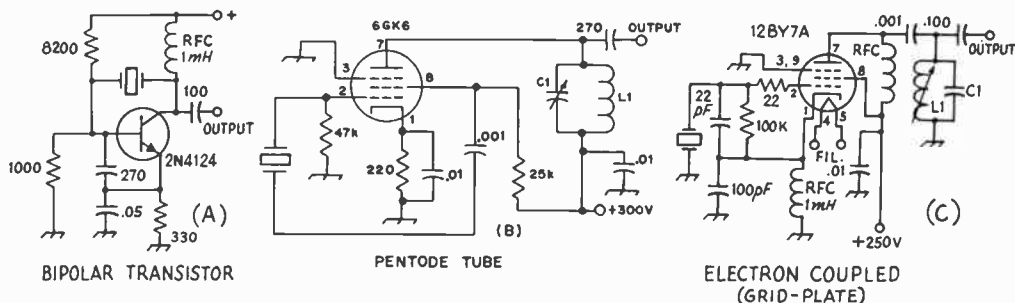 (A)
+
8200
RFC
1mH
100
OUTPUT
2N4124
1000
270
.05
330
BIPOLAR TRANSISTOR
6GK6
7
3
2
8
1
47k
220
.01
.001
25k
270
OUTPUT
C1
L1
.01
+300V
(B)
PENTODE TUBE
12BY7A
7
3, 9
8
2
22
22
pF
100K
1
4
5
FIL.
100pF
RFC
1mH
.01
RFC
.001
.100
OUTPUT
L1
C1
+250V
(C)
ELECTRON COUPLED
(GRID-PLATE)